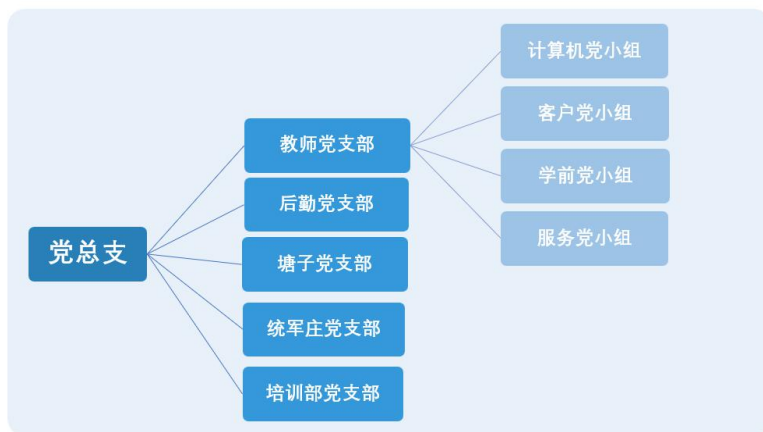 党总支
教师党支部
后勤党支部
塘子党支部
统军庄党支部
培训部党支部
计算机党小组
客户党小组
学前党小组
服务党小组